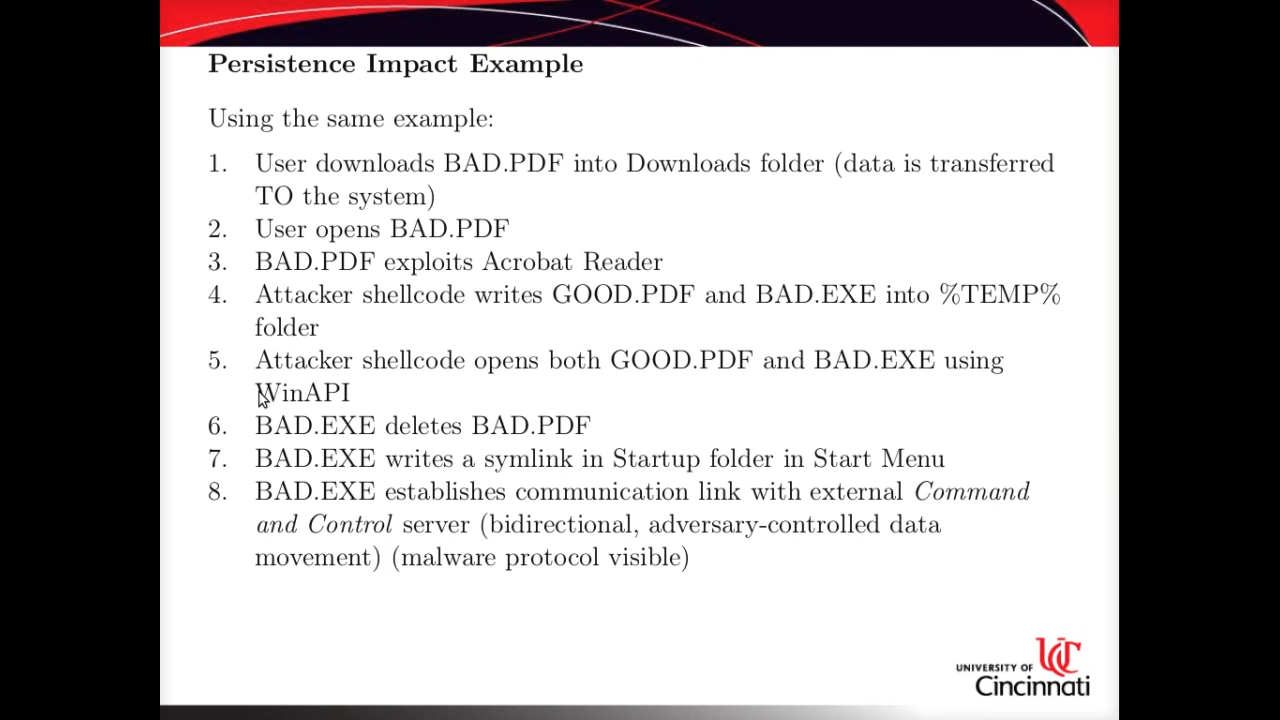 Persistence Impact Example
Using the same example:
1. User downloads BAD.PDF into Downloads folder (data is transferred
TO the system)
2. User opens BAD.PDF
3. BAD.PDF exploits Acrobat Reader
4. Attacker shellcode writes GOOD.PDF and BAD.EXE into %TEMP%
folder
5. Attacker shellcode opens both GOOD.PDF and BAD.EXE using
WinAPI
6. BAD.EXE deletes BAD.PDF
7. BAD.EXE writes a symlink in Startup folder in Start Menu
8. BAD.EXE establishes communication link with external Command
and Control server (bidirectional, adversary-controlled data
movement) (malware protocol visible)
UC
UNIVERSITY OF
Cincinnati